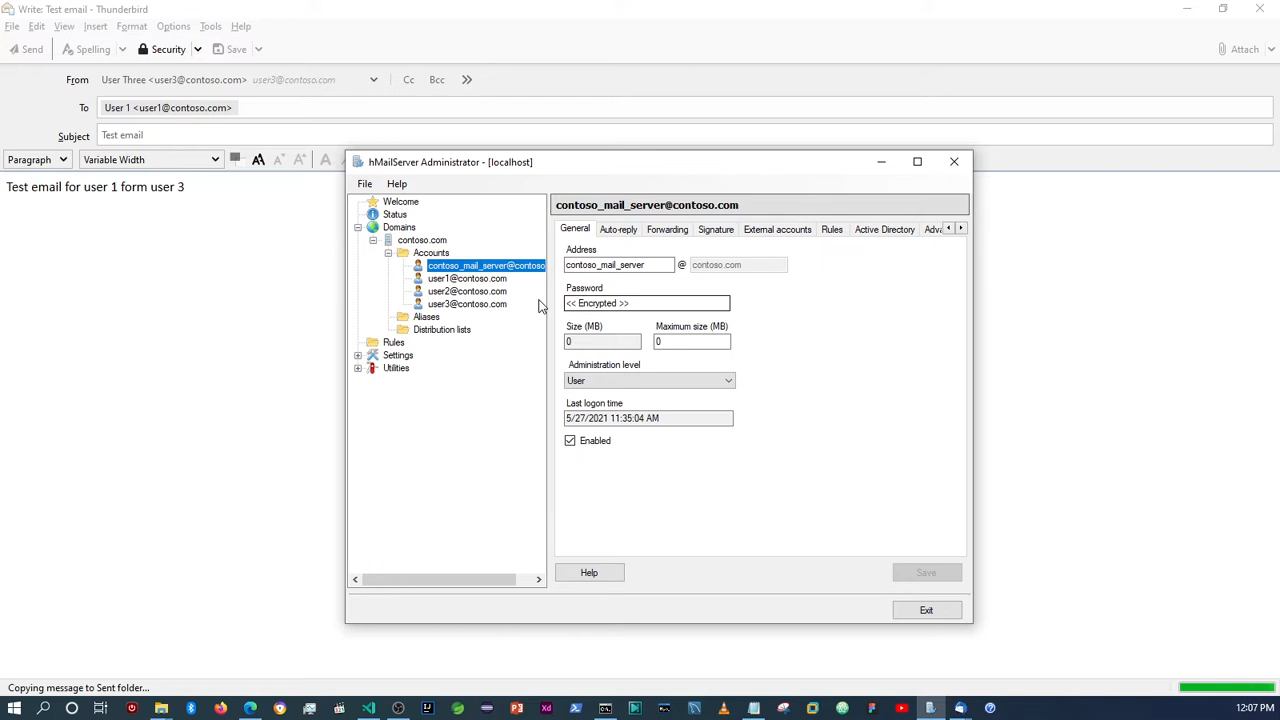 Write: Test email - Thunderbird
File Edit View Insert Format Options Tools Help
Send Spelling Security Save Attach
From User Three <user3@contoso.com> user3@contoso.com Cc Bcc
To User 1 <user1@contoso.com>
Subject Test email
Paragraph Variable Width
Test email for user 1 form user 3
hMailServer Administrator - [localhost]
File Help
Welcome
Status
Domains
contoso.com
Accounts
contoso_mail_server@contoso
user1@contoso.com
user2@contoso.com
user3@contoso.com
Aliases
Distribution lists
Rules
Settings
Utilities
contoso_mail_server@contoso.com
General Auto-reply Forwarding Signature External accounts Rules Active Directory Adva
Address
contoso_mail_server @ contoso.com
Password
<< Encrypted >>
Size (MB) Maximum size (MB)
0 0
Administration level
User
Last logon time
5/27/2021 11:35:04 AM
Enabled
Help Save
Exit
Copying message to Sent folder...
12:07 PM